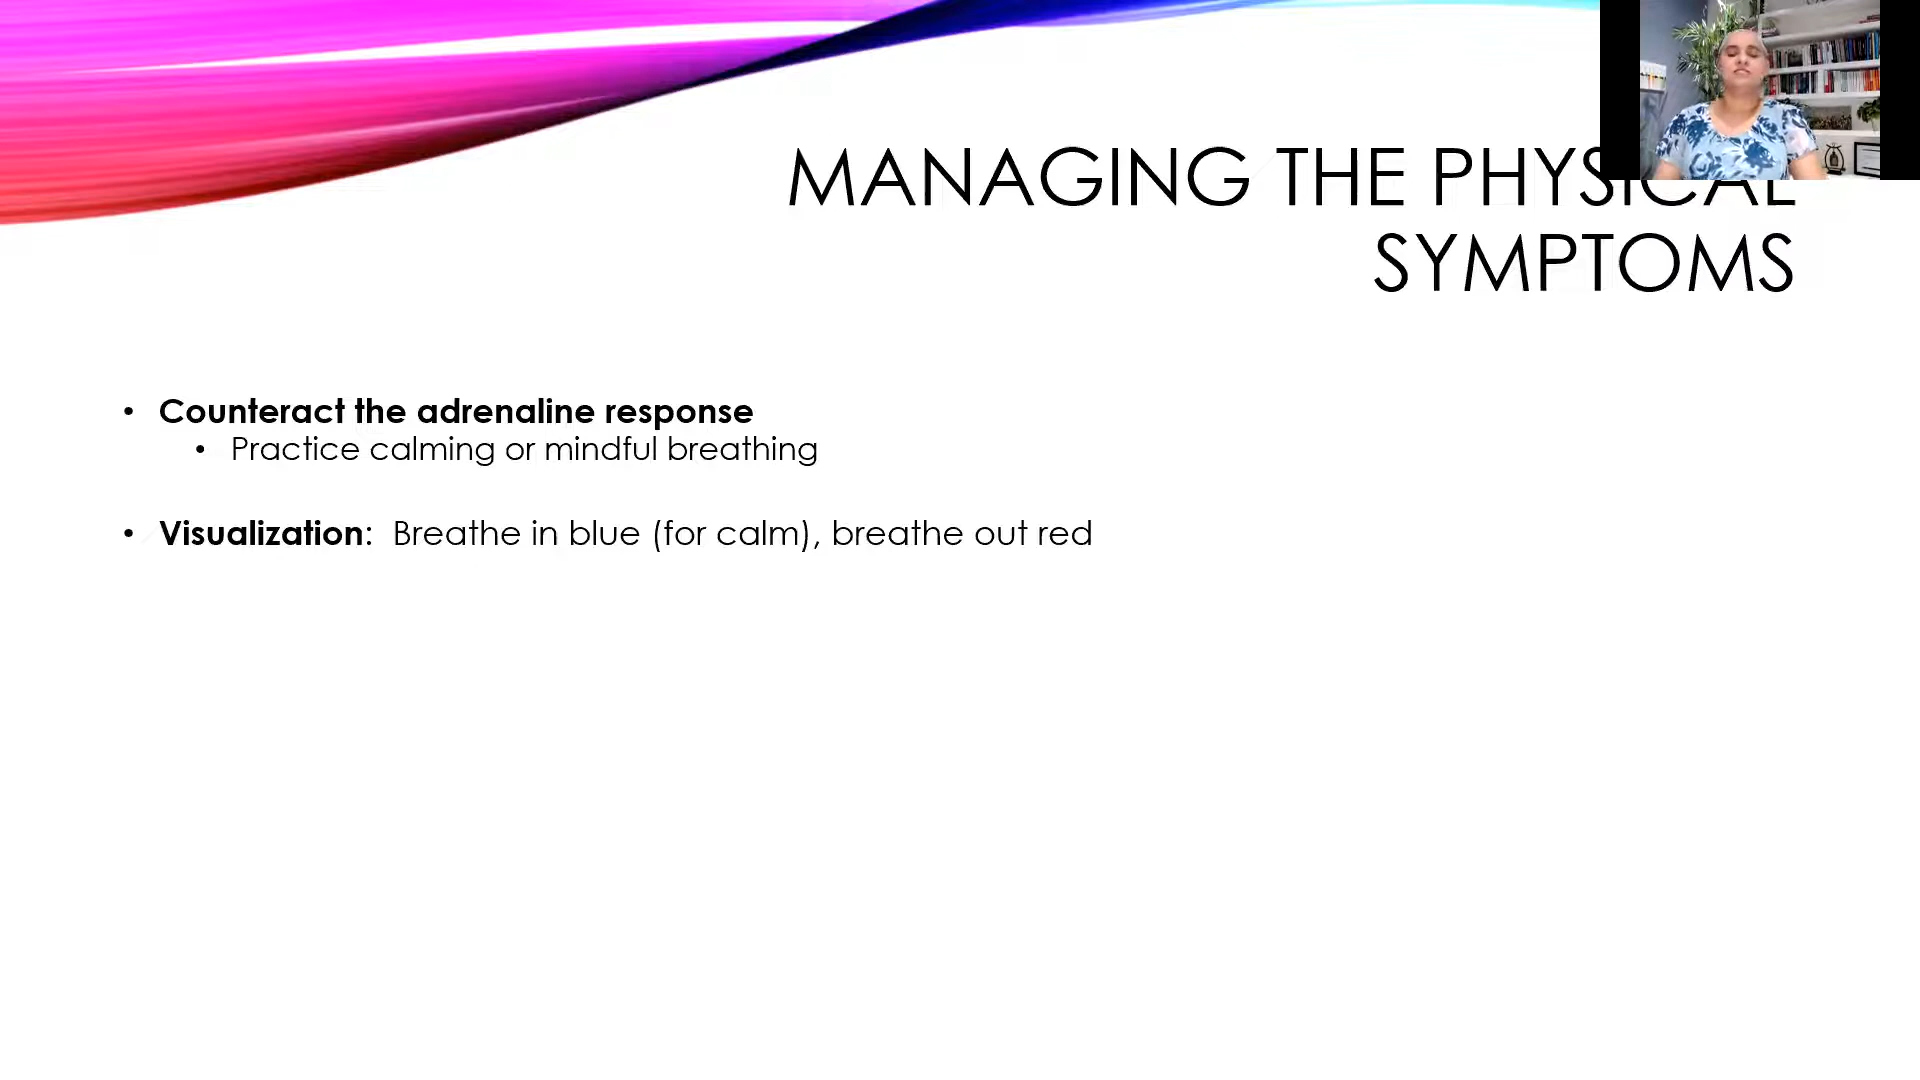 MANAGING THE PHYSICAL
SYMPTOMS
• Counteract the adrenaline response
• Practice calming or mindful breathing
• Visualization: Breathe in blue (for calm), breathe out red